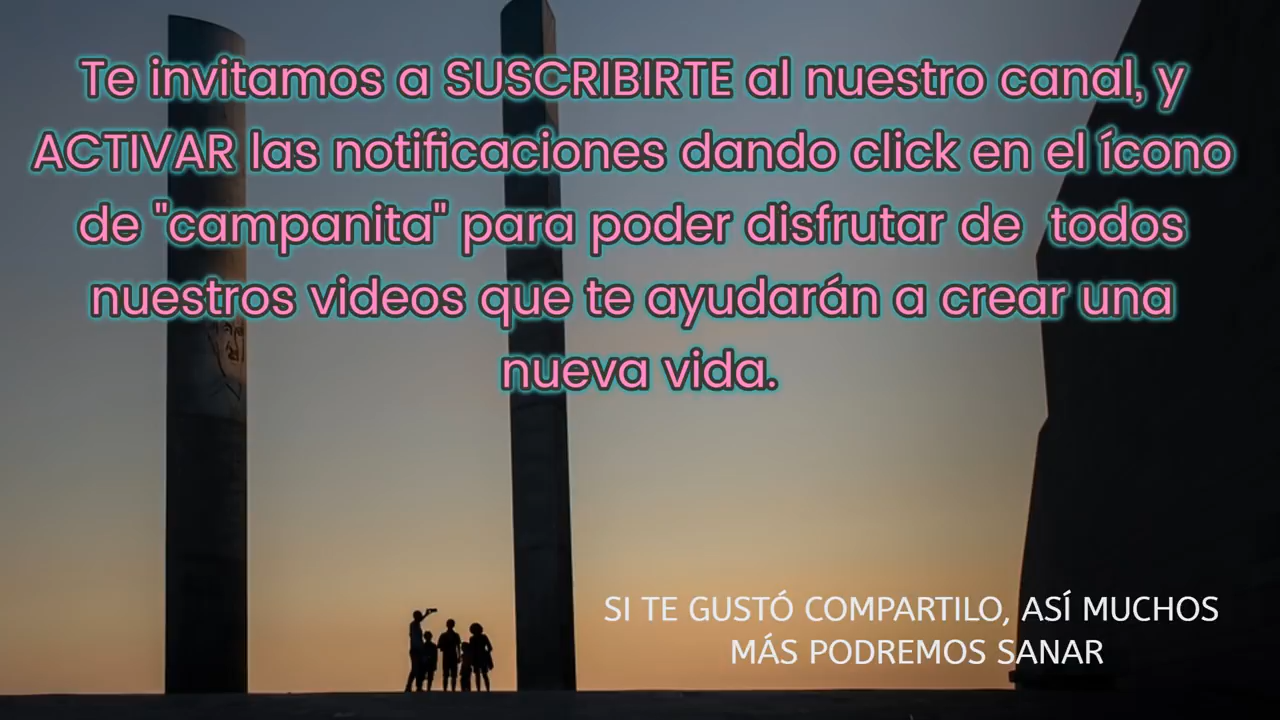 Te invitamos a SUSCRIBIRTE al nuestro canal, y
ACTIVAR las notificaciones dando click en el ícono
de "campanita" para poder disfrutar de  todos
nuestros videos que te ayudarán a crear una
nueva vida.
SI TE GUSTÓ COMPARTILO, ASÍ MUCHOS
MÁS PODREMOS SANAR